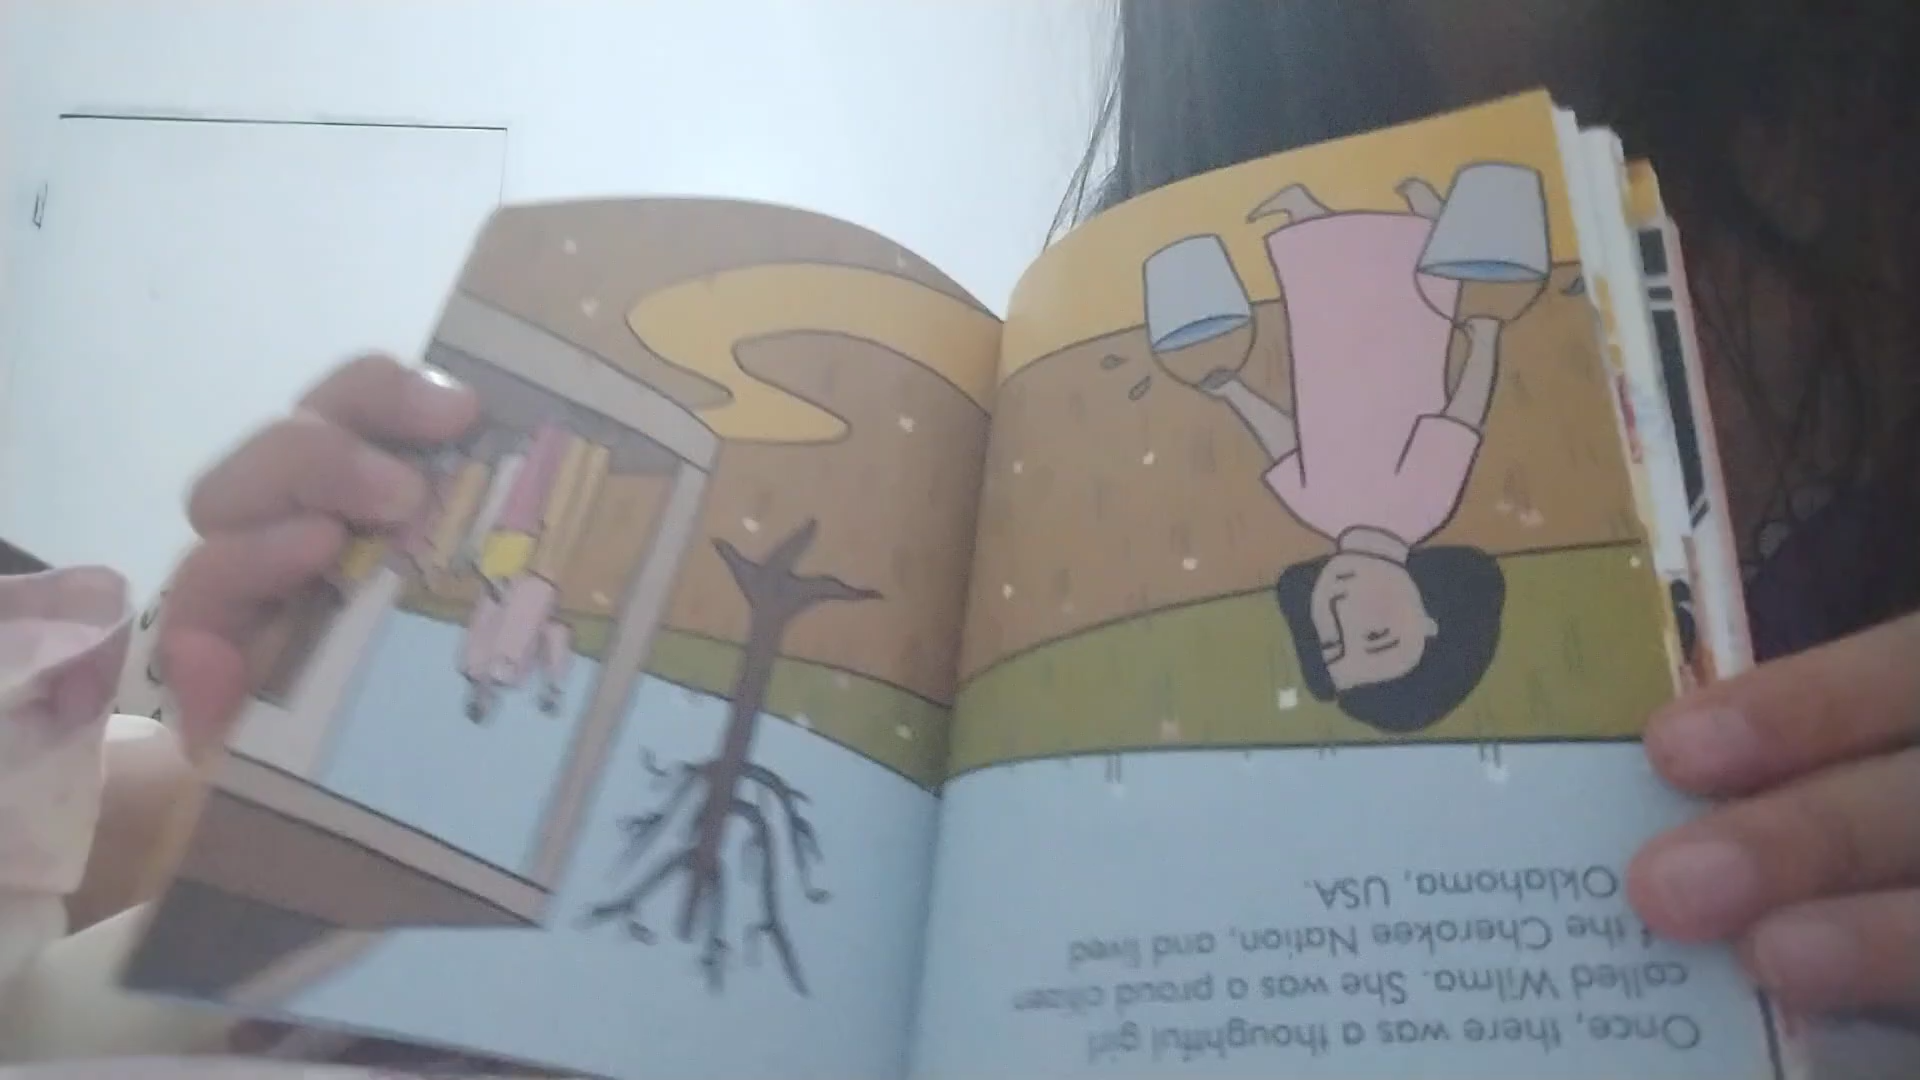 Once, there was a thoughtful girl
called Wilma. She was a proud citizen
the Cherokee Nation, and lived
Oklahoma, USA.